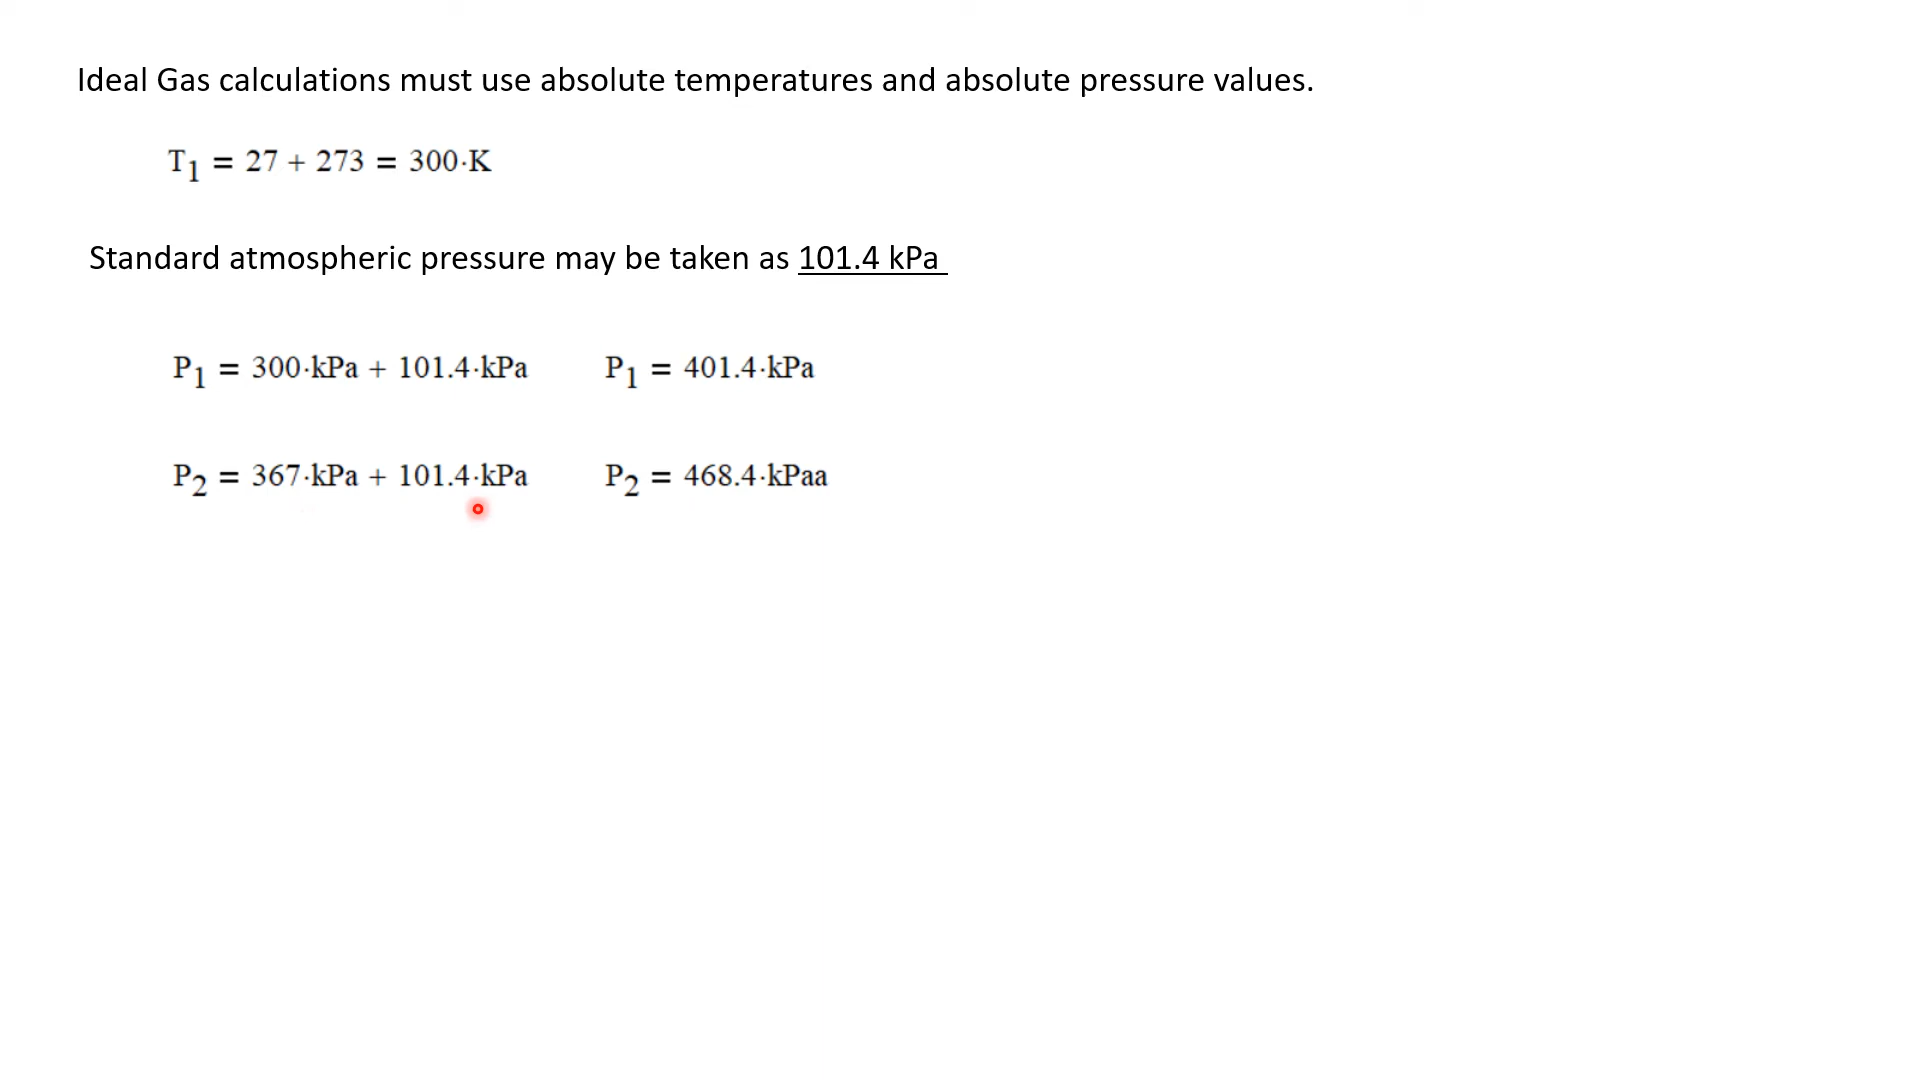 Ideal Gas calculations must use absolute temperatures and absolute pressure values.
T₁ = 27 + 273 = 300·K
Standard atmospheric pressure may be taken as 101.4 kPa
P₁ = 300·kPa + 101.4·kPa P₁ = 401.4·kPa
P₂ = 367·kPa + 101.4·kPa P₂ = 468.4·kPaa